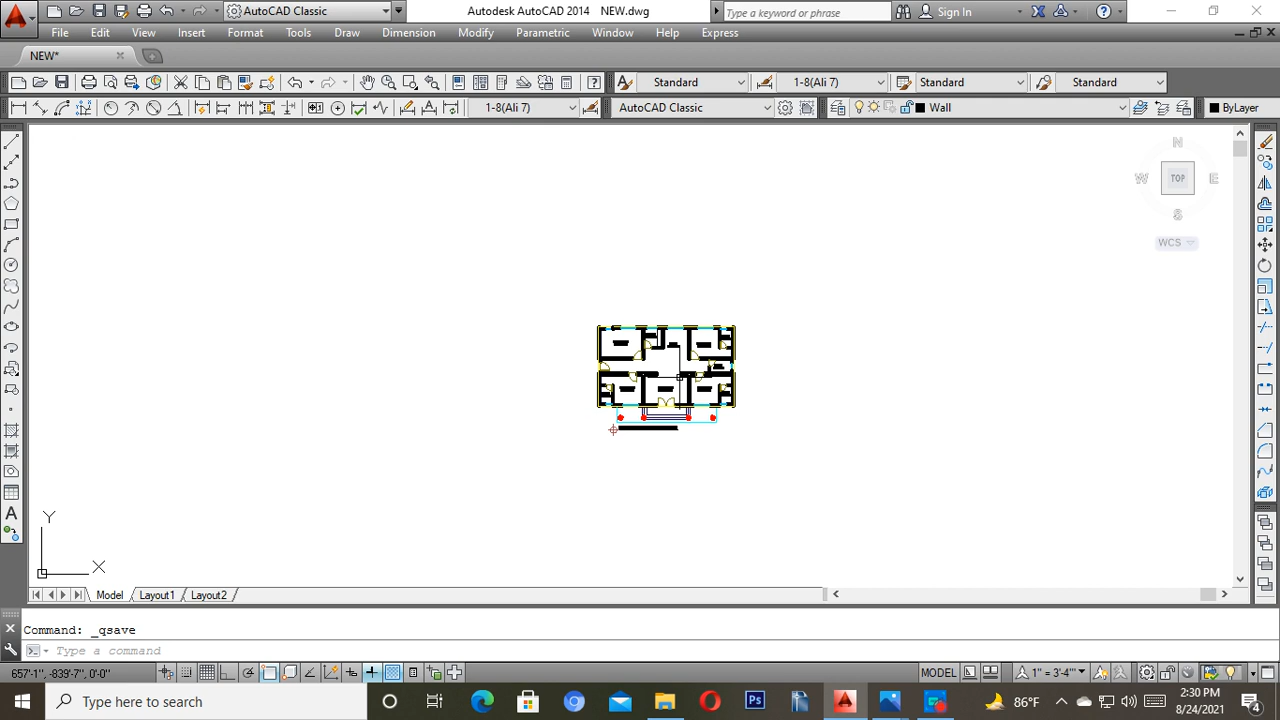 AutoCAD Classic
Autodesk AutoCAD 2014 NEW.dwg
Type a keyword or phrase
Sign In
File Edit View Insert Format Tools Draw Dimension Modify Parametric Window Help Express
NEW*
Standard
1-8(Ali 7)
Standard
Standard
1-8(Ali 7)
AutoCAD Classic
Wall
ByLayer
N
W TOP E
S
WCS
Y
X
Model Layout1 Layout2
Command: _qsave
Type a command
657'-1", -839'-7", 0'-0"
MODEL
1" = 3'-4"
Type here to search
Ps
86°F
2:30 PM
8/24/2021
4